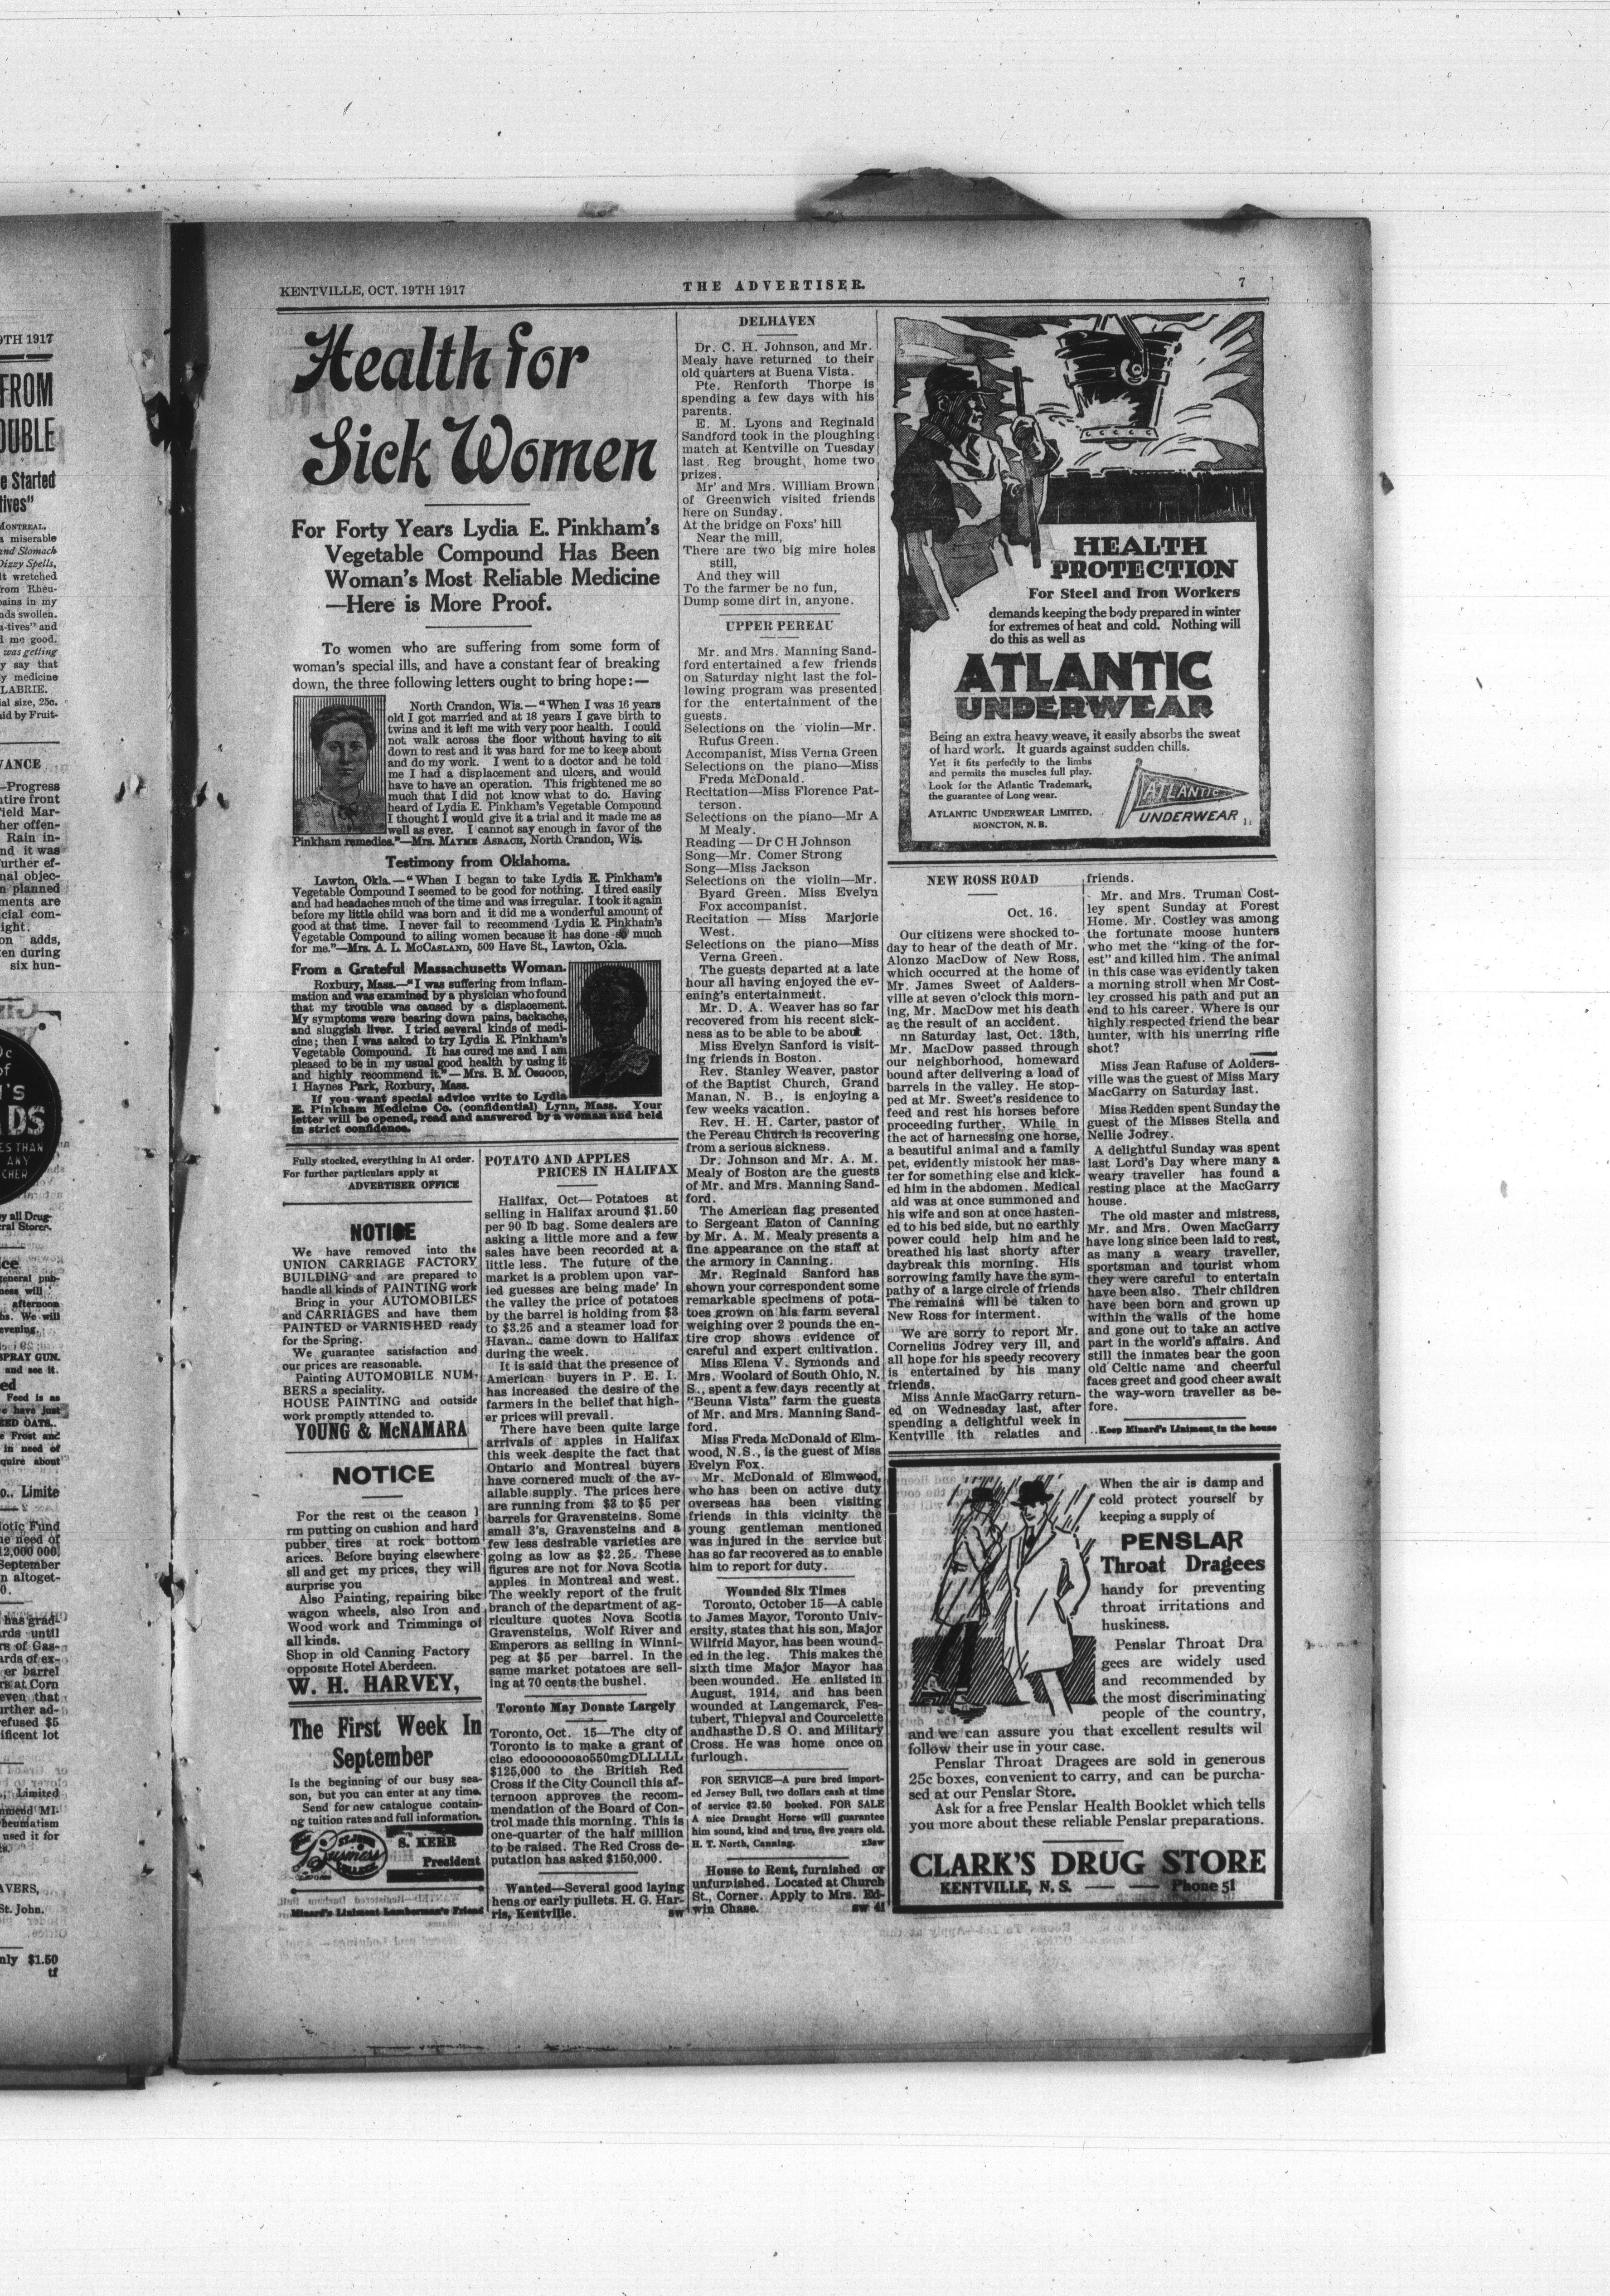 KENTVILLE, OCT. 19TH 1917
THE ADVERTISER.
7
Health for
Sick Women
For Forty Years Lydia E. Pinkham's
Vegetable Compound Has Been
Woman's Most Reliable Medicine
—Here is More Proof.
To women who are suffering from some form of
woman's special ills, and have a constant fear of breaking
down, the three following letters ought to bring hope:—
North Crandon, Wis.—"When I was 16 years
old I got married and at 18 years I gave birth to
twins and it left me with very poor health. I could
not walk across the floor without having to sit
down to rest and it was hard for me to keep about
and do my work. I went to a doctor and he told
me I had a displacement and ulcers, and would
have to have an operation. This frightened me so
much that I did not know what to do. Having
heard of Lydia E. Pinkham's Vegetable Compound
I thought I would give it a trial and it made me as
well as ever. I cannot say enough in favor of the
Pinkham remedies."—Mrs. MAYME ASBACH, North Crandon, Wis.
Testimony from Oklahoma.
Lawton, Okla.—"When I began to take Lydia E. Pinkham's
Vegetable Compound I seemed to be good for nothing. I tired easily
and had headaches much of the time and was irregular. I took it again
before my little child was born and it did me a wonderful amount of
good at that time. I never fail to recommend Lydia E. Pinkham's
Vegetable Compound to ailing women because it has done so much
for me."—Mrs. A. L. McCASLAND, 509 Have St., Lawton, Okla.
From a Grateful Massachusetts Woman.
Roxbury, Mass.—"I was suffering from inflam-
mation and was examined by a physician who found
that my trouble was caused by a displacement.
My symptoms were bearing down pains, backache,
and sluggish liver. I tried several kinds of medi-
cine; then I was asked to try Lydia E. Pinkham's
Vegetable Compound. It has cured me and I am
pleased to be in my usual good health by using it
and highly recommend it."—Mrs. B. M. OSGOOD,
1 Haynes Park, Roxbury, Mass.
If you want special advice write to Lydia
E. Pinkham Medicine Co. (confidential) Lynn, Mass. Your
letter will be opened, read and answered by a woman and held
in strict confidence.
Fully stocked, everything in A1 order.
For further particulars apply at
ADVERTISER OFFICE
NOTICE
We have removed into the
UNION CARRIAGE FACTORY
BUILDING and are prepared to
handle all kinds of PAINTING work
Bring in your AUTOMOBILES
and CARRIAGES and have them
PAINTED or VARNISHED ready
for the Spring.
We guarantee satisfaction and
our prices are reasonable.
Painting AUTOMOBILE NUM-
BERS a speciality.
HOUSE PAINTING and outside
work promptly attended to.
YOUNG & McNAMARA
NOTICE
For the rest of the season I
rm putting on cushion and hard
pubber tires at rock bottom
arices. Before buying elsewhere
sll and get my prices, they will
aurprise you
Also Painting, repairing bike
wagon wheels, also Iron and
Wood work and Trimmings of
all kinds.
Shop in old Canning Factory
opposite Hotel Aberdeen.
W. H. HARVEY,
The First Week In
September
Is the beginning of our busy sea-
son, but you can enter at any time.
Send for new catalogue contain-
ng tuition rates and full information.
THE ST. JOHN
Business
COLLEGE
S. KERR
President
Minard's Liniment Lumberman's Friend
POTATO AND APPLES
PRICES IN HALIFAX
Halifax, Oct— Potatoes at
selling in Halifax around $1.50
per 90 lb bag. Some dealers are
asking a little more and a few
sales have been recorded at a
little less. The future of the
market is a problem upon var-
ied guesses are being made' In
the valley the price of potatoes
by the barrel is holding from $3
to $3.25 and a steamer load for
Havan.. came down to Halifax
during the week.
It is said that the presence of
American buyers in P. E. I.
has increased the desire of the
farmers in the belief that high-
er prices will prevail.
There have been quite large
arrivals of apples in Halifax
this week despite the fact that
Ontario and Montreal buyers
have cornered much of the av-
ailable supply. The prices here
are running from $3 to $5 per
barrels for Gravensteins. Some
small 3's, Gravensteins and a
few less desirable varieties are
going as low as $2.25. These
figures are not for Nova Scotia
apples in Montreal and west.
The weekly report of the fruit
branch of the department of ag-
riculture quotes Nova Scotia
Gravensteins, Wolf River and
Emperors as selling in Winni-
peg at $5 per barrel. In the
same market potatoes are sell-
ing at 70 cents the bushel.
Toronto May Donate Largely
Toronto, Oct. 15—The city of
Toronto is to make a grant of
ciso edoooooooao550mgDLLLLL
$125,000 to the British Red
Cross if the City Council this af-
ternoon approves the recom-
mendation of the Board of Con-
trol made this morning. This is
one-quarter of the half million
to be raised. The Red Cross de-
putation has asked $150,000.
Wanted—Several good laying
hens or early pullets. H. G. Har-
ris, Kentville. sw
DELHAVEN
Dr. C. H. Johnson, and Mr.
Mealy have returned to their
old quarters at Buena Vista.
Pte. Renforth Thorpe is
spending a few days with his
parents.
E. M. Lyons and Reginald
Sandford took in the ploughing
match at Kentville on Tuesday
last. Reg brought home two
prizes.
Mr' and Mrs. William Brown
of Greenwich visited friends
here on Sunday.
At the bridge on Foxs' hill
Near the mill,
There are two big mire holes
still,
And they will
To the farmer be no fun,
Dump some dirt in, anyone.
UPPER PEREAU
Mr. and Mrs. Manning Sand-
ford entertained a few friends
on Saturday night last the fol-
lowing program was presented
for the entertainment of the
guests.
Selections on the violin—Mr.
Rufus Green.
Accompanist, Miss Verna Green
Selections on the piano—Miss
Freda McDonald.
Recitation—Miss Florence Pat-
terson.
Selections on the piano—Mr A
M Mealy.
Reading — Dr C H Johnson
Song—Mr. Comer Strong
Song—Miss Jackson
Selections on the violin—Mr.
Byard Green. Miss Evelyn
Fox accompanist.
Recitation — Miss Marjorie
West.
Selections on the piano—Miss
Verna Green.
The guests departed at a late
hour all having enjoyed the ev-
ening's entertainment.
Mr. D. A. Weaver has so far
recovered from his recent sick-
ness as to be able to be about
Miss Evelyn Sanford is visit-
ing friends in Boston.
Rev. Stanley Weaver, pastor
of the Baptist Church, Grand
Manan, N. B., is enjoying a
few weeks vacation.
Rev. H. H. Carter, pastor of
the Pereau Church is recovering
from a serious sickness.
Dr. Johnson and Mr. A. M.
Mealy of Boston are the guests
of Mr. and Mrs. Manning Sand-
ford.
The American flag presented
to Sergeant Eaton of Canning
by Mr. A. M. Mealy presents a
fine appearance on the staff at
the armory in Canning.
Mr. Reginald Sanford has
shown your correspondent some
remarkable specimens of pota-
toes grown on his farm several
weighing over 2 pounds the en-
tire crop shows evidence of
careful and expert cultivation.
Miss Elena V. Symonds and
Mrs. Woolard of South Ohio, N.
S., spent a few days recently at
"Beuna Vista" farm the guests
of Mr. and Mrs. Manning Sand-
ford.
Miss Freda McDonald of Elm-
wood, N.S., is the guest of Miss
Evelyn Fox.
Mr. McDonald of Elmwood,
who has been on active duty
overseas has been visiting
friends in this vicinity the
young gentleman mentioned
was injured in the service but
has so far recovered as to enable
him to report for duty.
Wounded Six Times
Toronto, October 15—A cable
to James Mayor, Toronto Univ-
ersity, states that his son, Major
Wilfrid Mayor, has been wound-
ed in the leg. This makes the
sixth time Major Mayor has
been wounded. He enlisted in
August, 1914, and has been
wounded at Langemarck, Fes-
tubert, Thiepval and Courcelette
andhasthe D.S O. and Military
Cross. He was home once on
furlough.
FOR SERVICE—A pure bred import-
ed Jersey Bull, two dollars cash at time
of service $2.50 booked. FOR SALE
A nice Draught Horse will guarantee
him sound, kind and true, five years old.
H. T. North, Canning. x3sw
House to Rent, furnished or
unfurnished. Located at Church
St., Corner. Apply to Mrs. Ed-
win Chase. sw 4i
HEALTH
PROTECTION
For Steel and Iron Workers
demands keeping the body prepared in winter
for extremes of heat and cold. Nothing will
do this as well as
ATLANTIC
UNDERWEAR
Being an extra heavy weave, it easily absorbs the sweat
of hard work. It guards against sudden chills.
Yet it fits perfectly to the limbs
and permits the muscles full play.
Look for the Atlantic Trademark,
the guarantee of Long wear.
ATLANTIC UNDERWEAR LIMITED,
MONCTON, N. B.
ATLANTIC
UNDERWEAR
11
NEW ROSS ROAD
Oct. 16.
Our citizens were shocked to-
day to hear of the death of Mr.
Alonzo MacDow of New Ross,
which occurred at the home of
Mr. James Sweet of Aalders-
ville at seven o'clock this morn-
ing, Mr. MacDow met his death
as the result of an accident.
nn Saturday last, Oct. 13th,
Mr. MacDow passed through
our neighborhood, homeward
bound after delivering a load of
barrels in the valley. He stop-
ped at Mr. Sweet's residence to
feed and rest his horses before
proceeding further. While in
the act of harnessing one horse,
a beautiful animal and a family
pet, evidently mistook her mas-
ter for something else and kick-
ed him in the abdomen. Medical
aid was at once summoned and
his wife and son at once hasten-
ed to his bed side, but no earthly
power could help him and he
breathed his last shorty after
daybreak this morning. His
sorrowing family have the sym-
pathy of a large circle of friends
The remains will be taken to
New Ross for interment.
We are sorry to report Mr.
Cornelius Jodrey very ill, and
all hope for his speedy recovery
is entertained by his many
friends.
Miss Annie MacGarry return-
ed on Wednesday last, after
spending a delightful week in
Kentville ith relaties and
friends.
Mr. and Mrs. Truman Cost-
ley spent Sunday at Forest
Home. Mr. Costley was among
the fortunate moose hunters
who met the "king of the for-
est" and killed him. The animal
in this case was evidently taken
a morning stroll when Mr Cost-
ley crossed his path and put an
end to his career. Where is our
highly respected friend the bear
hunter, with his unerring rifle
shot?
Miss Jean Rafuse of Aolders-
ville was the guest of Miss Mary
MacGarry on Saturday last.
Miss Redden spent Sunday the
guest of the Misses Stella and
Nellie Jodrey.
A delightful Sunday was spent
last Lord's Day where many a
weary traveller has found a
resting place at the MacGarry
house.
The old master and mistress,
Mr. and Mrs. Owen MacGarry
have long since been laid to rest,
as many a weary traveller,
sportsman and tourist whom
they were careful to entertain
have been also. Their children
have been born and grown up
within the walls of the home
and gone out to take an active
part in the world's affairs. And
still the inmates bear the goon
old Celtic name and cheerful
faces greet and good cheer await
the way-worn traveller as be-
fore.
..Keep Minard's Liniment in the house
When the air is damp and
cold protect yourself by
keeping a supply of
PENSLAR
Throat Dragees
handy for preventing
throat irritations and
huskiness.
Penslar Throat Dra
gees are widely used
and recommended by
the most discriminating
people of the country,
and we can assure you that excellent results wil
follow their use in your case.
Penslar Throat Dragees are sold in generous
25c boxes, convenient to carry, and can be purcha-
sed at our Penslar Store.
Ask for a free Penslar Health Booklet which tells
you more about these reliable Penslar preparations.
CLARK'S DRUG STORE
KENTVILLE, N. S. — — Phone 51